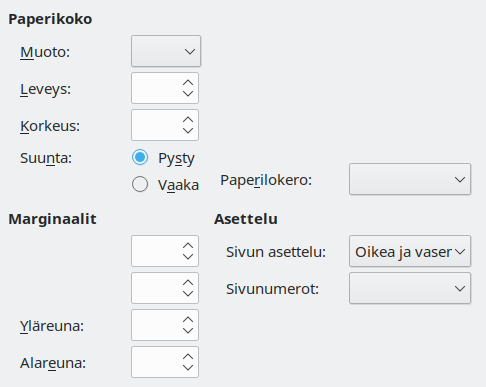 Paperikoko
Muoto:
Leveys:
Korkeus:
Suunta:
Pysty
Vaaka
Paperilokero:
Marginaalit
Asettelu
Sivun asettelu:
Oikea ja vaser
Sivunumerot:
Yläreuna:
Alareuna: